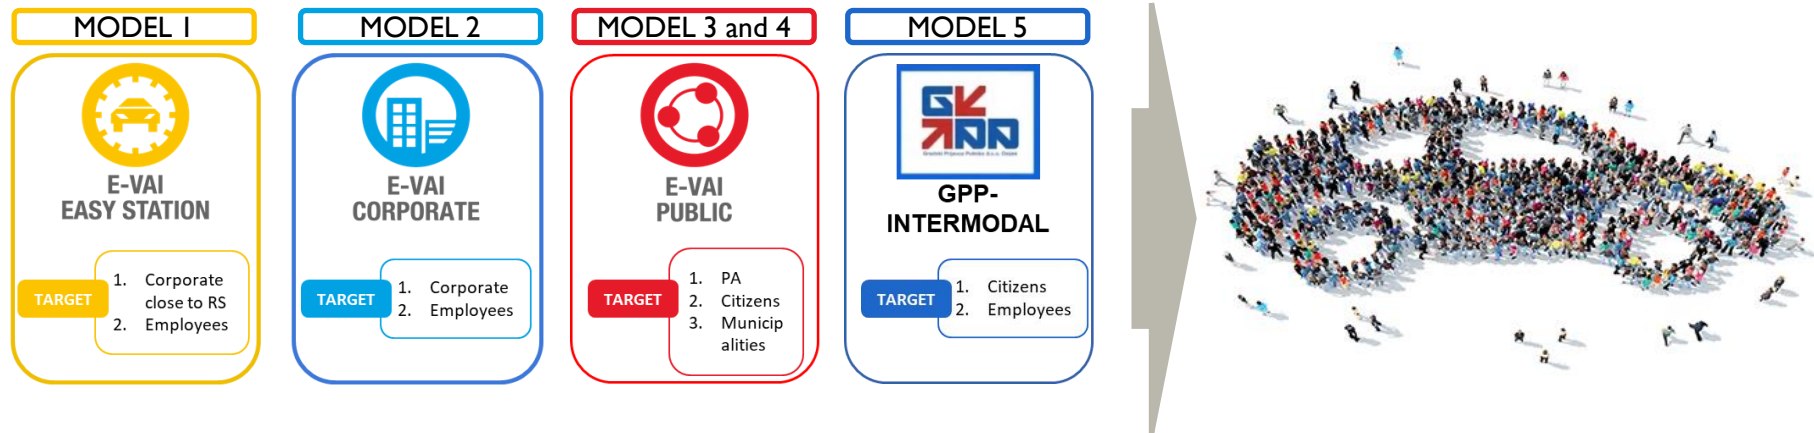 MODEL 1
E-VAI
EASY STATION
TARGET
1. Corporate
close to RS
2. Employees
MODEL 2
E-VAI
CORPORATE
TARGET
1. Corporate
2. Employees
MODEL 3 and 4
E-VAI
PUBLIC
TARGET
1. PA
2. Citizens
3. Municip
alities
MODEL 5
GPP-
INTERMODAL
TARGET
1. Citizens
2. Employees